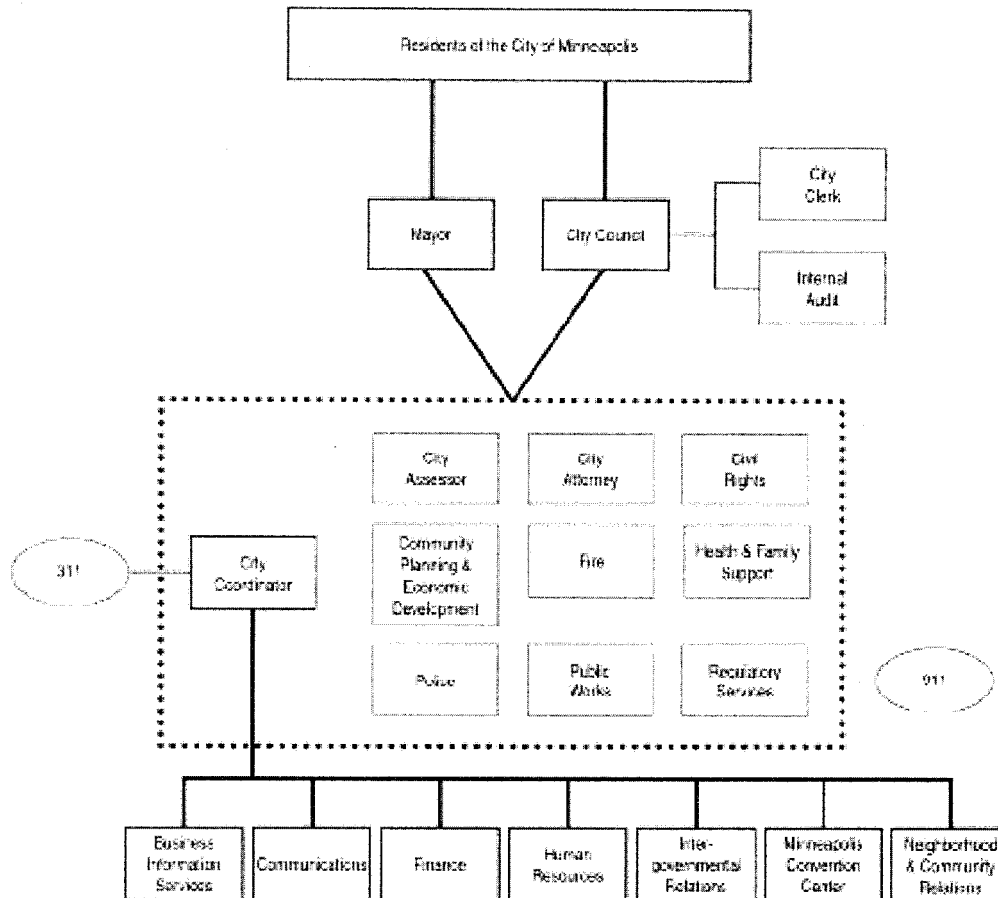 Residents of the City of Minneapolis
City
Clerk
Mayor
City Council
Internal
Audit
City
Assessor
City
Attorney
Civil
Rights
311
City
Coordinator
Community
Planning &
Economic
Development
Fire
Health & Family
Support
Police
Public
Works
Regulatory
Services
911
Business
Information
Services
Communications
Finance
Human
Resources
Inter-
governmental
Relations
Minneapolis
Convention
Center
Neighborhood
& Community
Relations